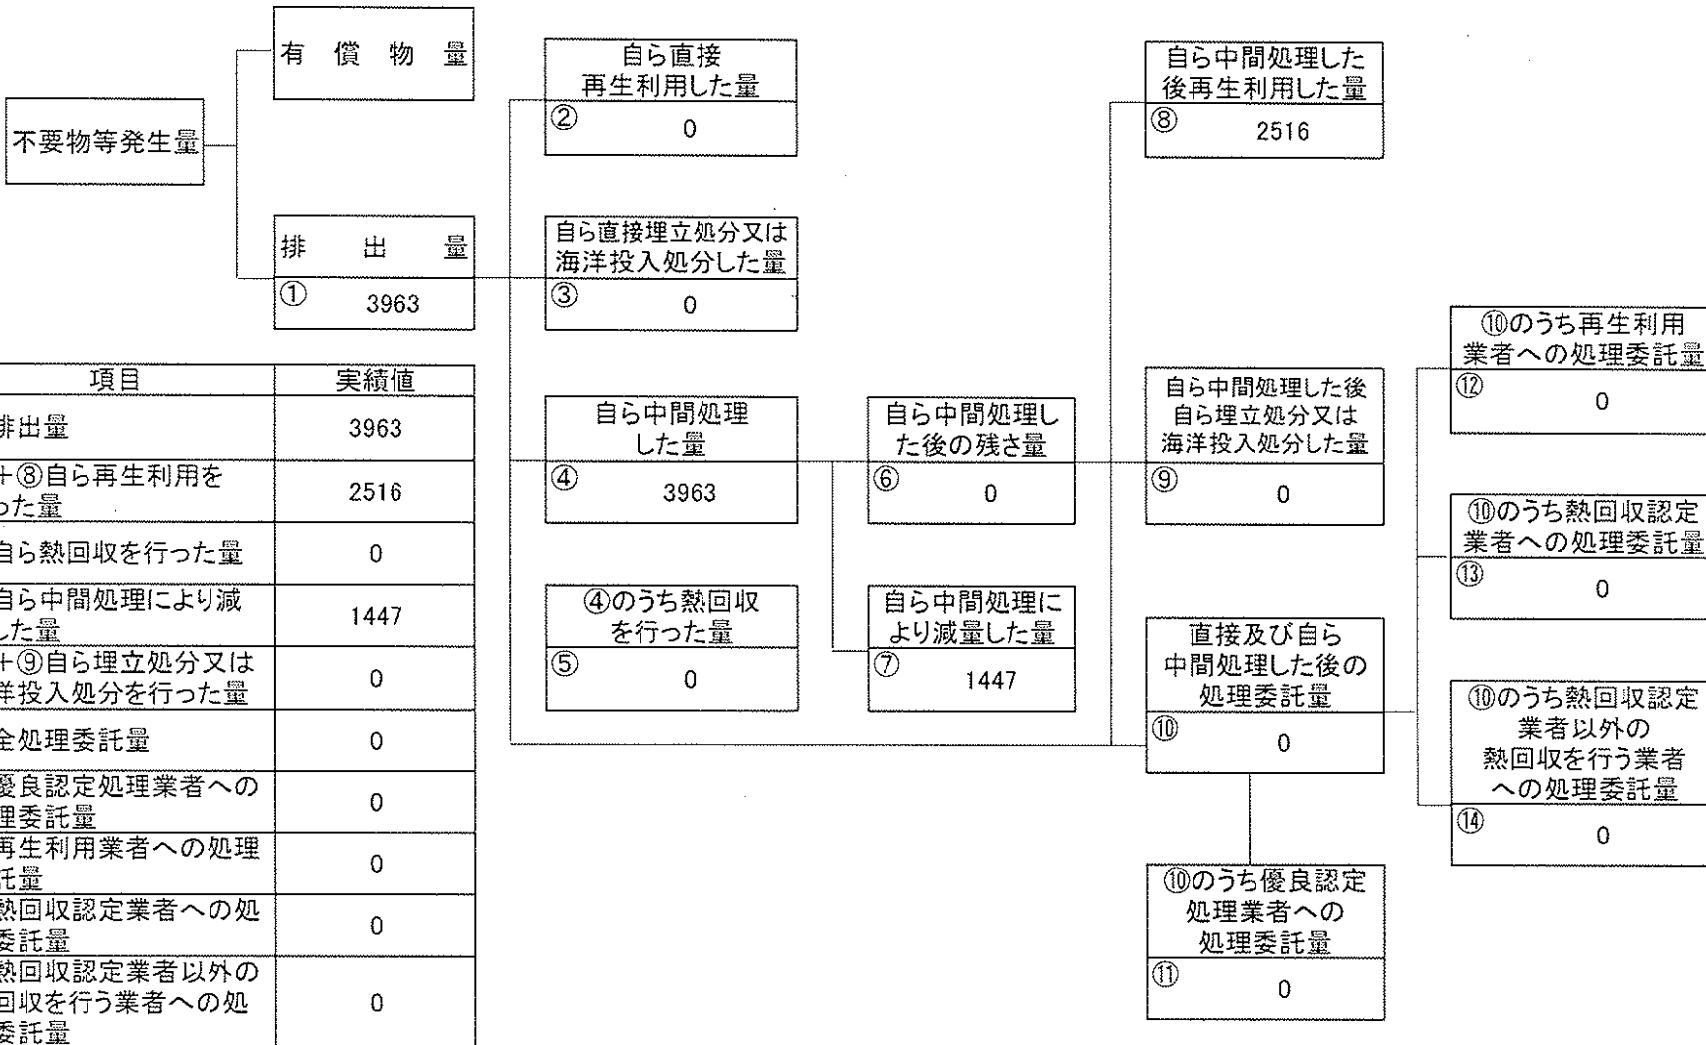 有償物量
不要物等発生量
排出量
① 3963
自ら直接
再生利用した量
② 0
自ら直接埋立処分又は
海洋投入処分した量
③ 0
自ら中間処理
した量
④ 3963
④のうち熱回収
を行った量
⑤ 0
自ら中間処理し
た後の残さ量
⑥ 0
自ら中間処理に
より減量した量
⑦ 1447
自ら中間処理した
後再生利用した量
⑧ 2516
自ら中間処理した後
自ら埋立処分又は
海洋投入処分した量
⑨ 0
直接及び自ら
中間処理した後の
処理委託量
⑩ 0
⑩のうち優良認定
処理業者への
処理委託量
⑪ 0
⑩のうち再生利用
業者への処理委託量
⑫ 0
⑩のうち熱回収認定
業者への処理委託量
⑬ 0
⑩のうち熱回収認定
業者以外の
熱回収を行う業者
への処理委託量
⑭ 0
項目 実績値
排出量 3963
+⑧自ら再生利用を
った量 2516
自ら熱回収を行った量 0
自ら中間処理により減
した量 1447
+⑨自ら埋立処分又は
洋投入処分を行った量 0
全処理委託量 0
優良認定処理業者への
理委託量 0
再生利用業者への処理
託量 0
熱回収認定業者への処
委託量 0
熱回収認定業者以外の
回収を行う業者への処
委託量 0